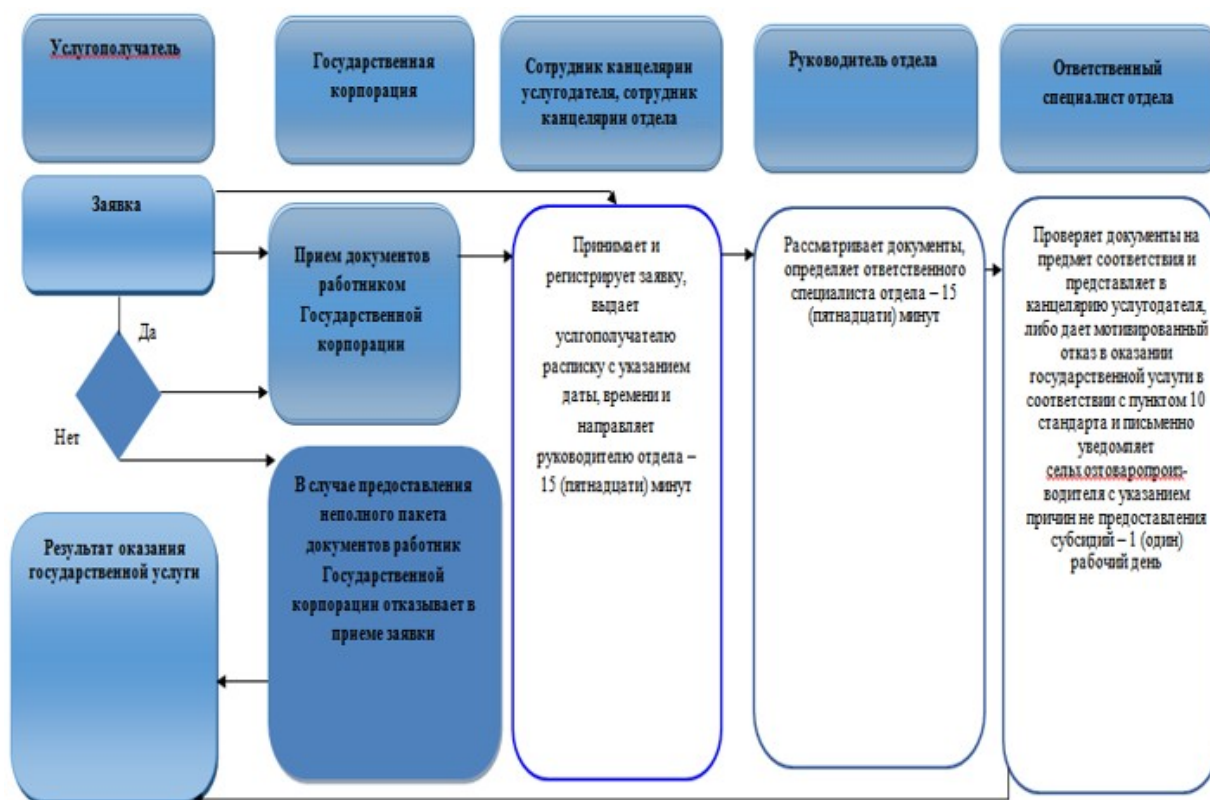 Услугополучатель
Государственная
корпорация
Сотрудник канцелярии
услугодателя, сотрудник
канцелярии отдела
Руководитель отдела
Ответственный
специалист отдела
Заявка
Да
Нет
Прием документов
работником
Государственной
корпорации
В случае предоставления
неполного пакета
документов работник
Государственной
корпорации отказывает в
приеме заявки
Результат оказания
государственной услуги
Принимает и
регистрирует заявку,
выдает
услгополучателю
расписку с указанием
даты, времени и
направляет
руководителю отдела –
15 (пятнадцати) минут
Рассматривает документы,
определяет ответственного
специалиста отдела – 15
(пятнадцати) минут
Проверяет документы на
предмет соответствия и
представляет в
канцелярию услугодателя,
либо дает мотивированный
отказ в оказании
государственной услуги в
соответствии с пунктом 10
стандарта и письменно
уведомляет
сельхозтоваропроиз-
водителя с указанием
причин не предоставления
субсидий – 1 (один)
рабочий день